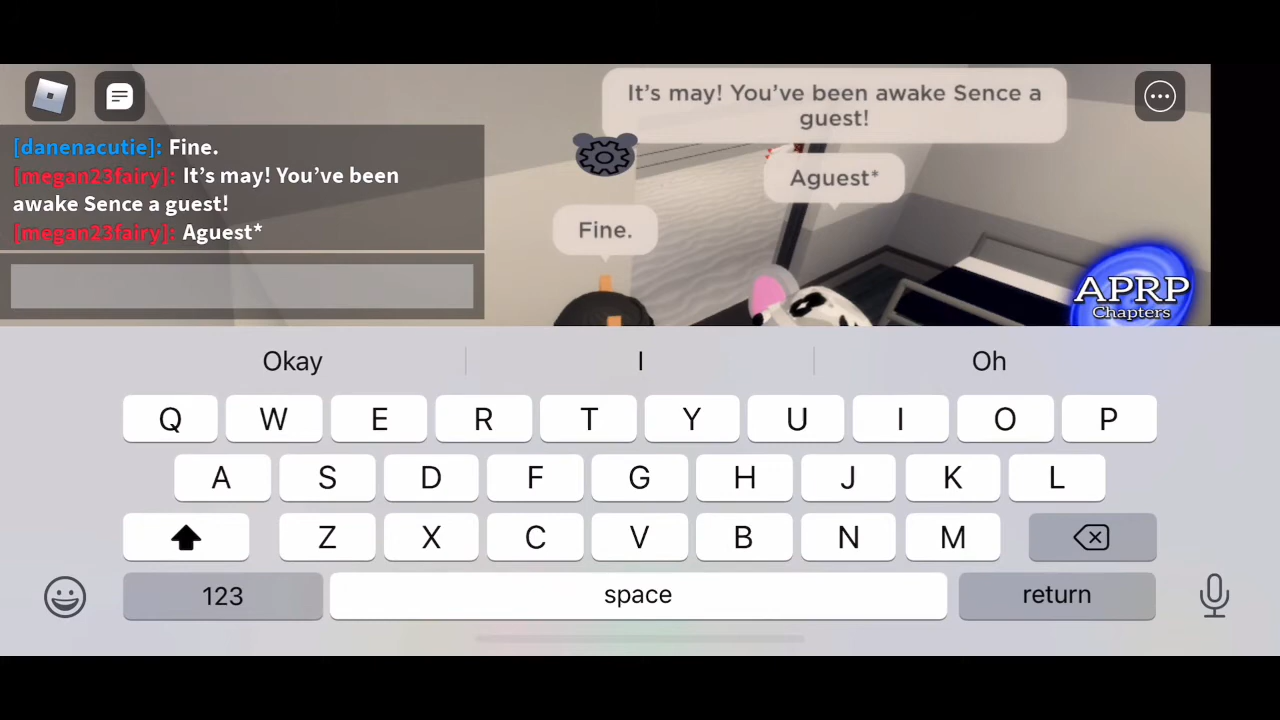 It’s may! You’ve been awake Sence a
guest!
[danenacutie]: Fine.
[megan23fairy]: It’s may! You’ve been
awake Sence a guest!
[megan23fairy]: Aguest*
Aguest*
Fine.
APRP
Chapters
Okay
I
Oh
Q W E R T Y U I O P
A S D F G H J K L
Z X C V B N M
123
space
return